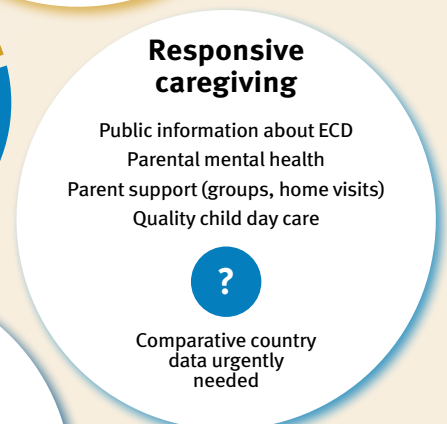 Responsive
caregiving
Public information about ECD
Parental mental health
Parent support (groups, home visits)
Quality child day care
?
Comparative country
data urgently
needed